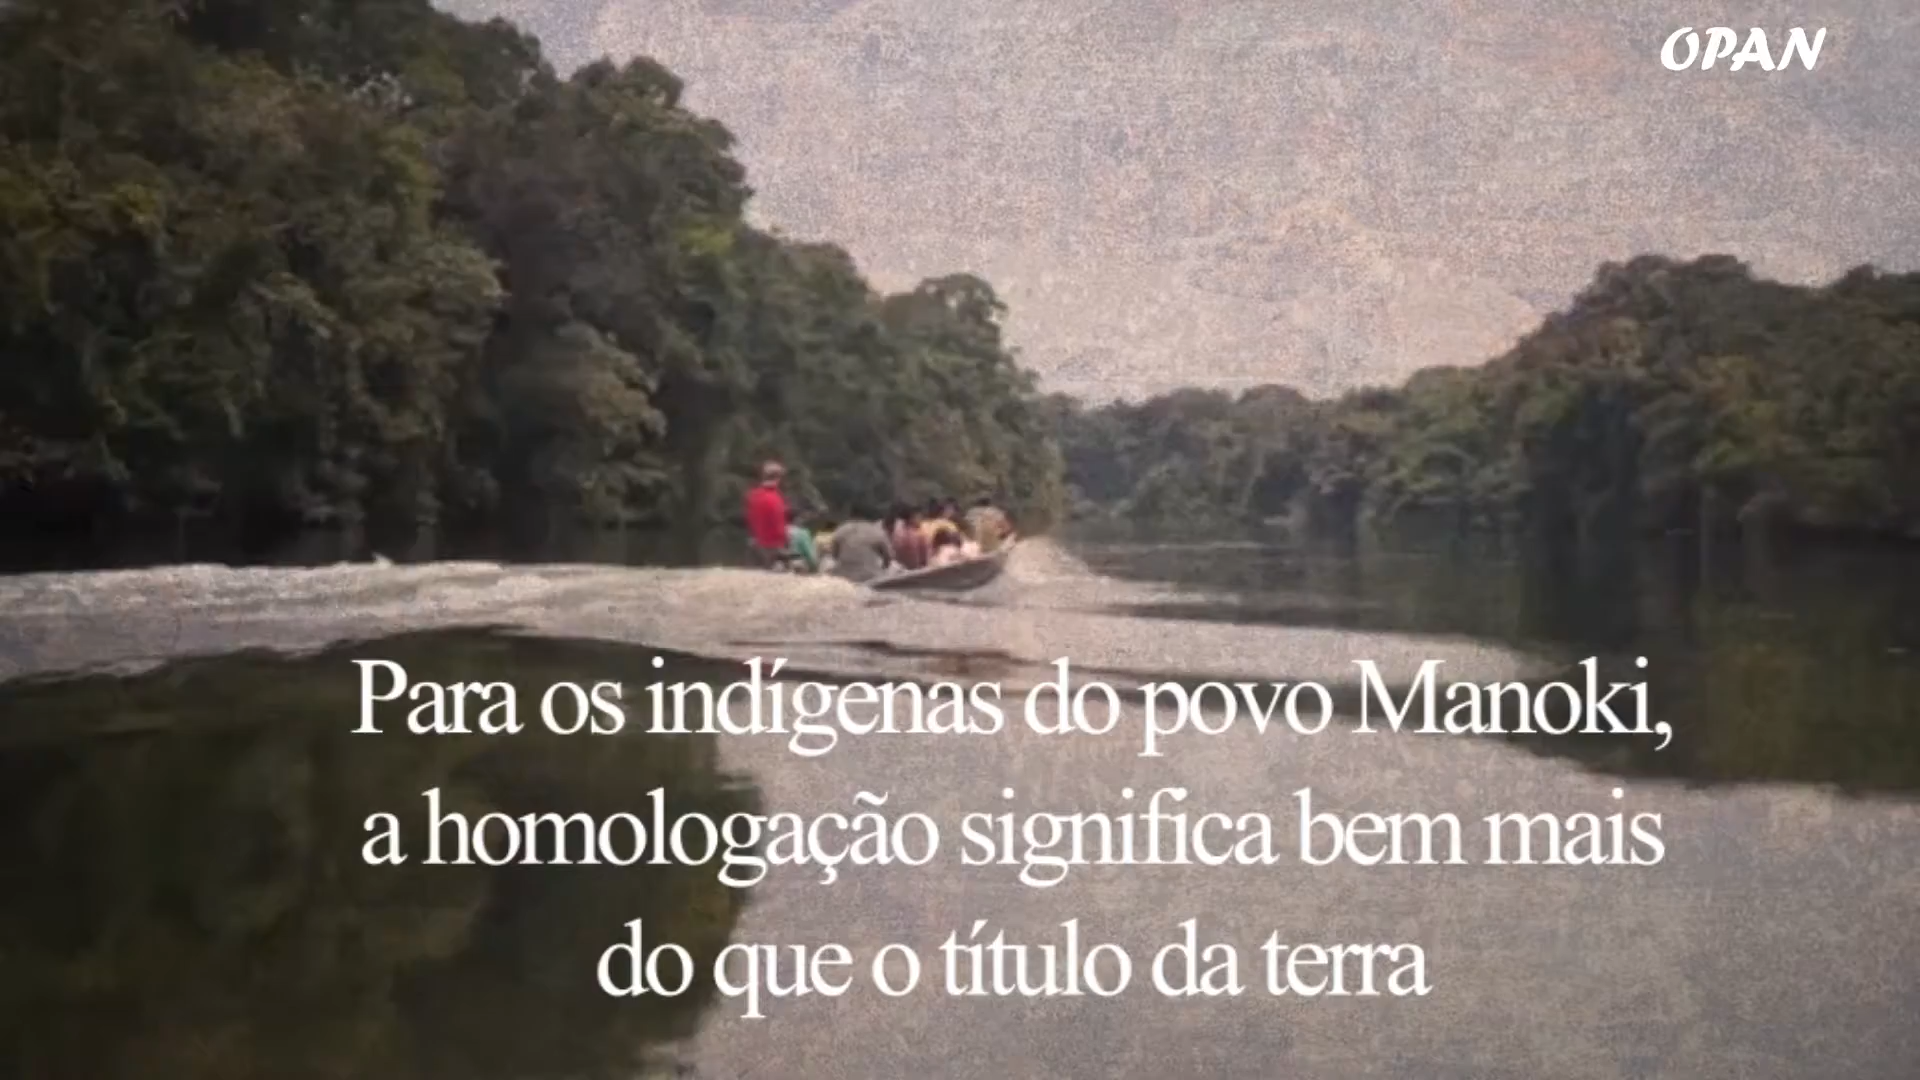 OPAN
Para os indígenas do povo Manoki,
a homologação significa bem mais
do que o título da terra